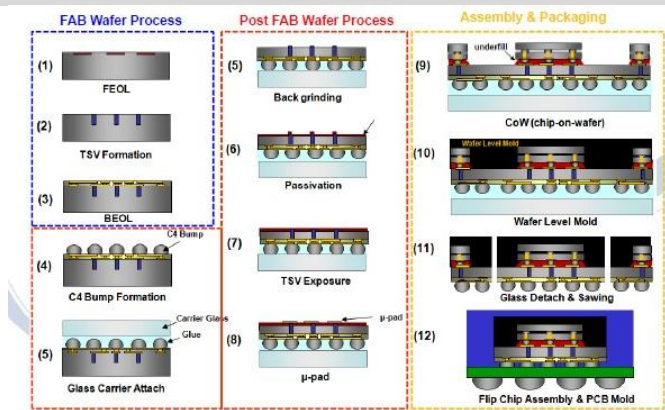 FAB Wafer Process
(1)
FEOL
(2)
TSV Formation
(3)
BEOL
C4 Bump
(4)
C4 Bump Formation
Carrier Glass
Glue
(5)
Glass Carrier Attach
Post FAB Wafer Process
(5)
Back grinding
(6)
Passivation
(7)
TSV Exposure
μ-pad
(8)
μ-pad
Assembly & Packaging
underfill
(9)
CoW (chip-on-wafer)
(10)
Wafer Level Mold
Wafer Level Mold
(11)
Glass Detach & Sawing
(12)
Flip Chip Assembly & PCB Mold